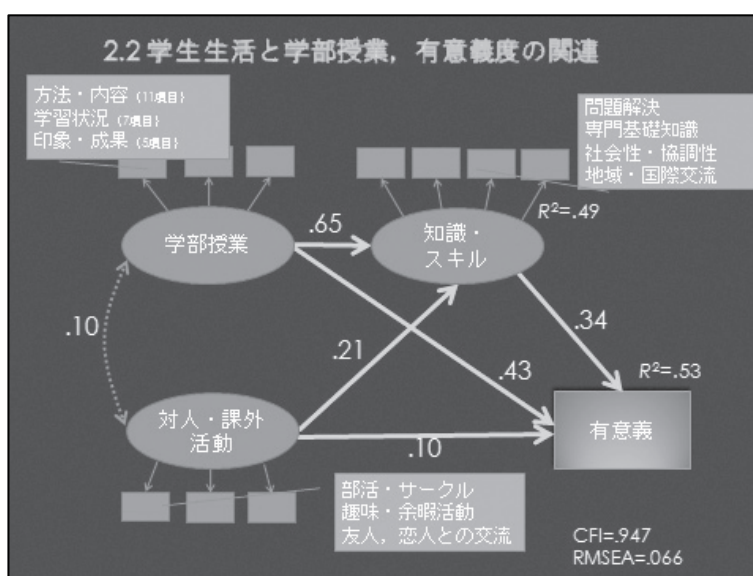 2.2 学生生活と学部授業，有意義度の関連
方法・内容 (11項目)
学習状況 (7項目)
印象・成果 (5項目)
問題解決
専門基礎知識
社会性・協調性
地域・国際交流
学部授業
.65
知識・
スキル
R²=.49
.10
.21
.43
.34
R²=.53
対人・課外
活動
.10
有意義
部活・サークル
趣味・余暇活動
友人，恋人との交流
CFI=.947
RMSEA=.066